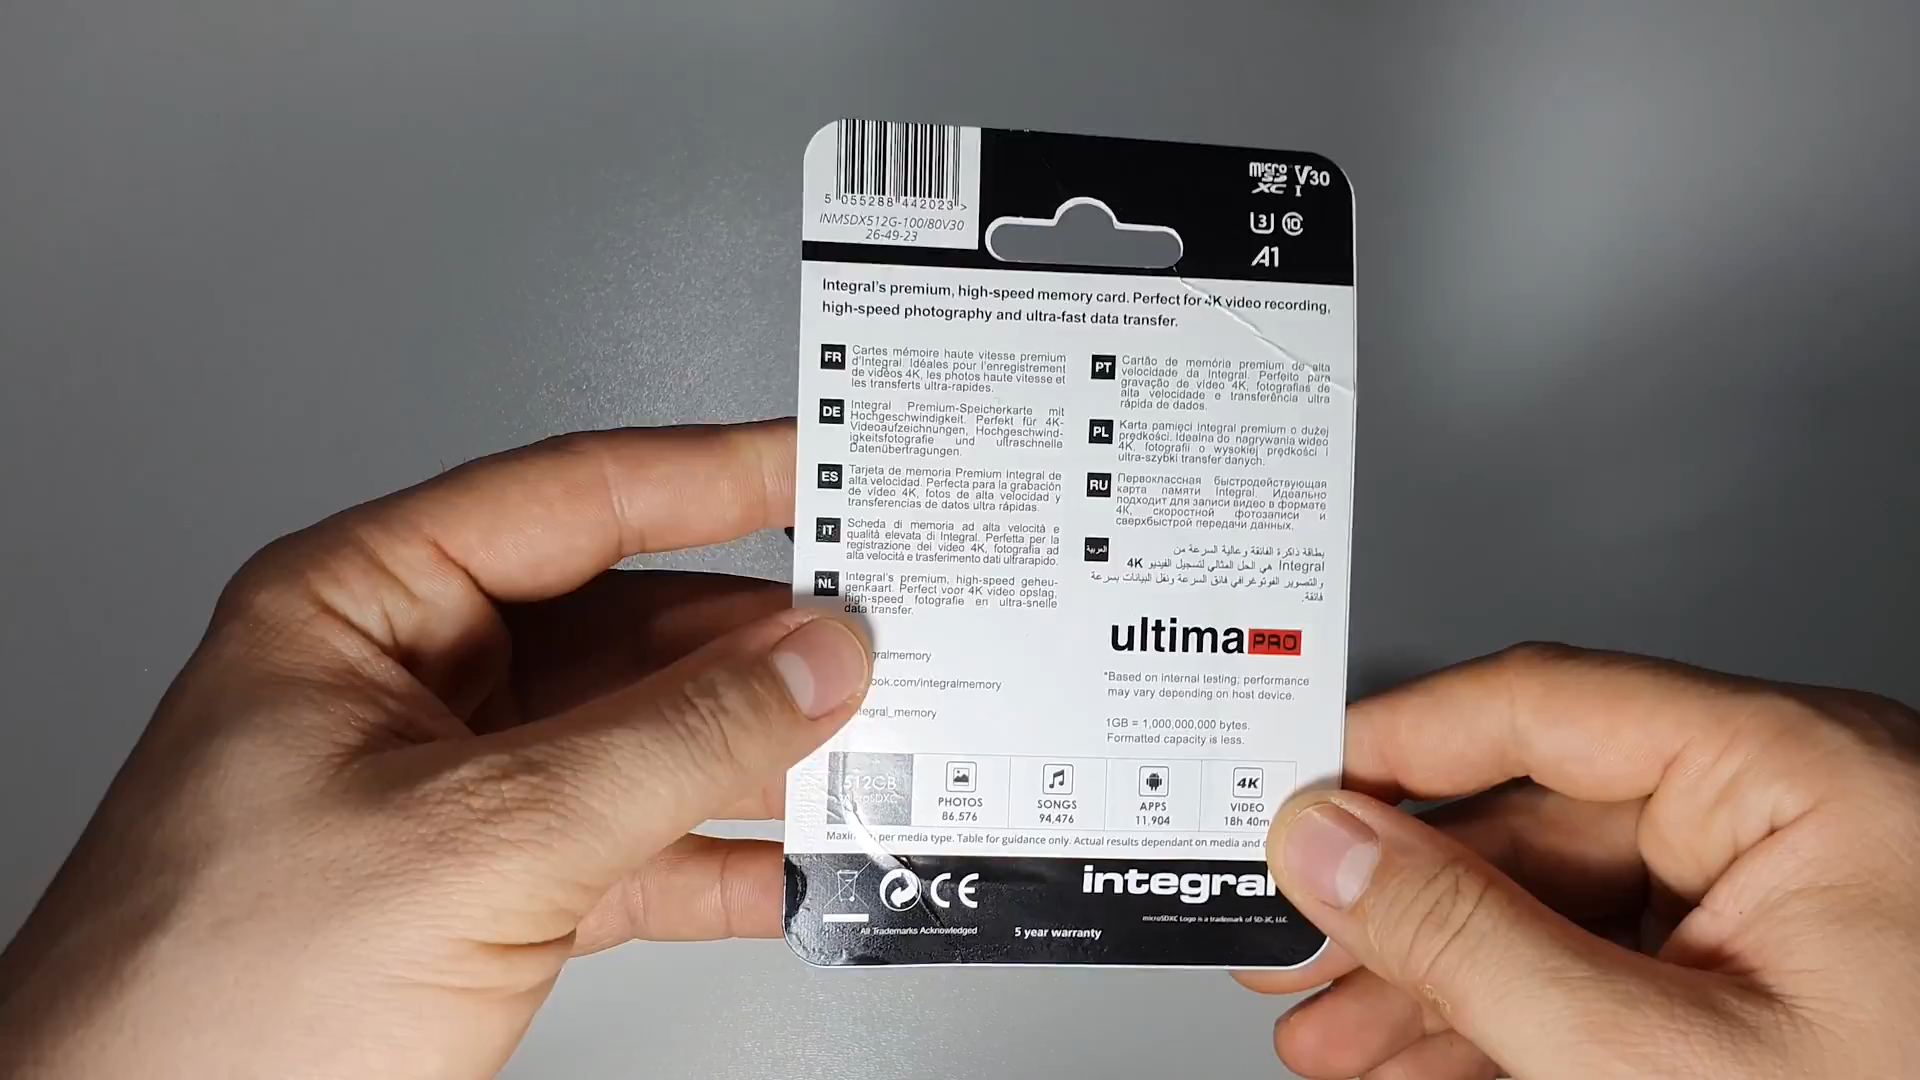 5 055288 442023 >
INMSDX512G-100/80V30
26-49-23
micro SD XC I V30
U3 10
A1
Integral's premium, high-speed memory card. Perfect for 4K video recording,
high-speed photography and ultra-fast data transfer.
FR Cartes mémoire haute vitesse premium
d'Integral. Idéales pour l'enregistrement
de vidéos 4K, les photos haute vitesse et
les transferts ultra-rapides.
DE Integral Premium-Speicherkarte mit
Hochgeschwindigkeit. Perfekt für 4K-
Videoaufzeichnungen, Hochgeschwind-
igkeitsfotografie und ultraschnelle
Datenübertragungen.
ES Tarjeta de memoria Premium Integral de
alta velocidad. Perfecta para la grabación
de vídeo 4K, fotos de alta velocidad y
transferencias de datos ultra rápidas.
IT Scheda di memoria ad alta velocità e
qualità elevata di Integral. Perfetta per la
registrazione dei video 4K, fotografia ad
alta velocità e trasferimento dati ultrarapido.
NL Integral's premium, high-speed geheu-
genkaart. Perfect voor 4K video opslag,
high-speed fotografie en ultra-snelle
data transfer.
PT Cartão de memória premium de alta
velocidade da Integral. Perfeito para
gravação de vídeo 4K, fotografias de
alta velocidade e transferência ultra
rápida de dados.
PL Karta pamięci Integral premium o dużej
prędkości. Idealna do nagrywania wideo
4K, fotografii o wysokiej prędkości i
ultra-szybki transfer danych.
RU Первоклассная быстродействующая
карта памяти Integral. Идеально
подходит для записи видео в формате
4K, скоростной фотозаписи и
сверхбыстрой передачи данных.
العربية بطاقة ذاكرة الفائقة وعالية السرعة من
Integral هي الحل المثالي لتسجيل الفيديو 4K
والتصوير الفوتوغرافي فائق السرعة ونقل البيانات بسرعة
فائقة.
gralmemory
ook.com/integralmemory
tegral_memory
ultima PRO
*Based on internal testing; performance
may vary depending on host device.
1GB = 1,000,000,000 bytes.
Formatted capacity is less.
512GB
microSDXC
PHOTOS
86,576
SONGS
94,476
APPS
11,904
4K
VIDEO
18h 40m
per media type. Table for guidance only. Actual results dependant on media and
CE
integral
microSDXC Logo is a trademark of SD-3C, LLC.
All Trademarks Acknowledged
5 year warranty